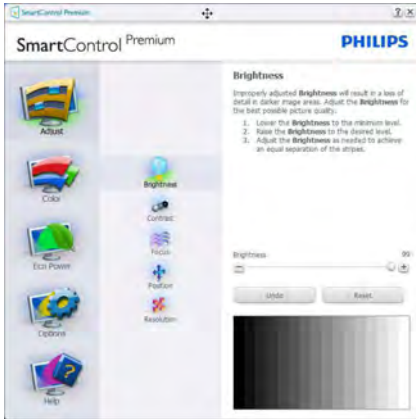 SmartControl Premium
? x
SmartControl Premium
PHILIPS
Adjust
Color
Eco Power
Options
Help
Brightness
Contrast
Focus
Position
Resolution
Brightness
Improperly adjusted Brightness will result in a loss of
detail in darker image areas. Adjust the Brightness for
the best possible picture quality.
1. Lower the Brightness to the minimum level.
2. Raise the Brightness to the desired level.
3. Adjust the Brightness as needed to achieve
an equal separation of the stripes.
Brightness 99
Undo Reset